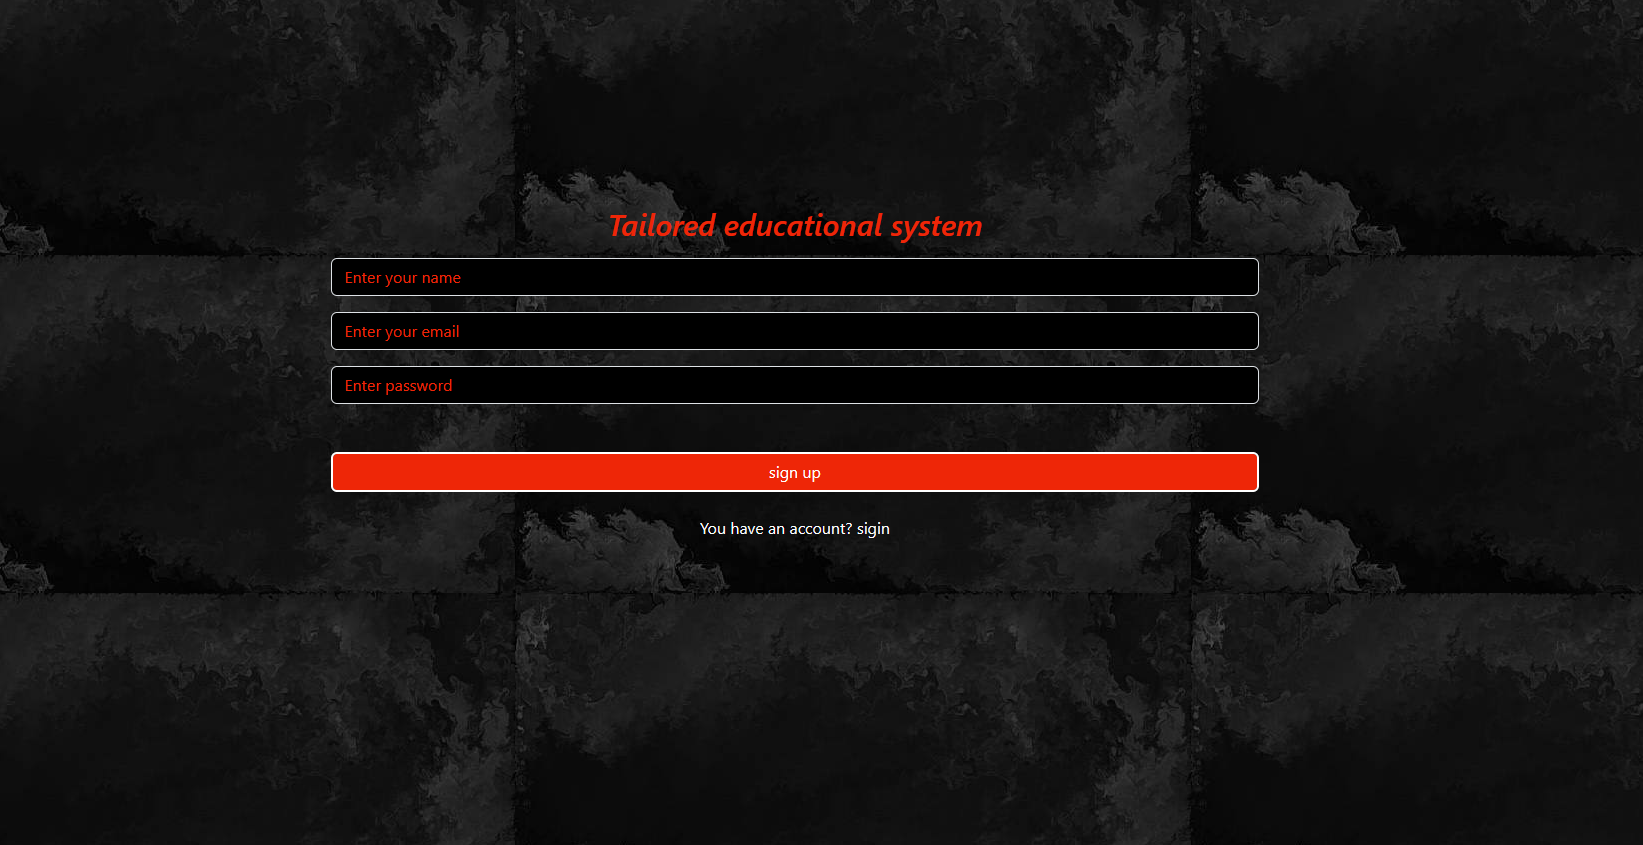 Tailored educational system
Enter your name
Enter your email
Enter password
sign up
You have an account? sigin